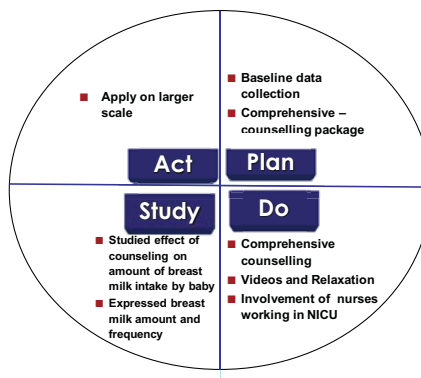 ■ Apply on larger
scale
■ Baseline data
collection
■ Comprehensive –
counselling package
Act
Plan
Study
Do
■ Studied effect of
counseling on
amount of breast
milk intake by baby
■ Expressed breast
milk amount and
frequency
■ Comprehensive
counselling
■ Videos and Relaxation
■ Involvement of nurses
working in NICU